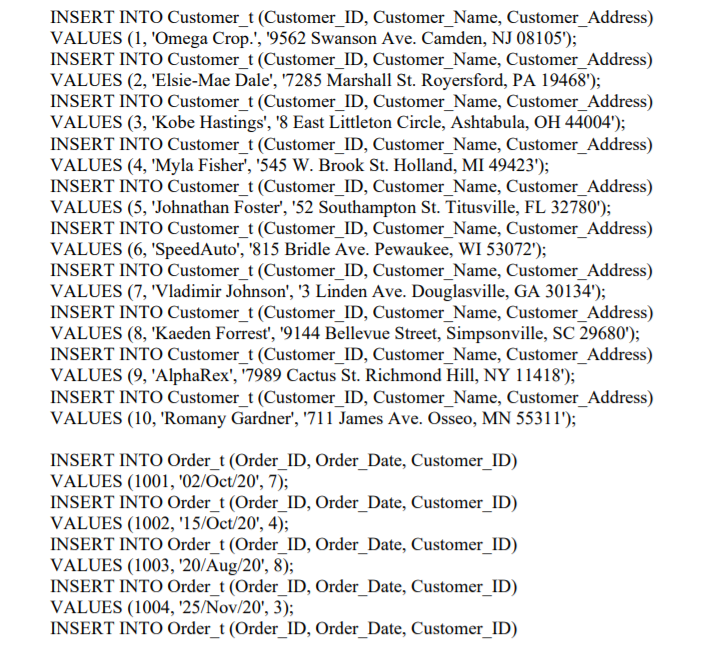 INSERT INTO Customer_t (Customer_ID, Customer_Name, Customer_Address)
VALUES (1, 'Omega Crop.', '9562 Swanson Ave. Camden, NJ 08105');
INSERT INTO Customer_t (Customer_ID, Customer_Name, Customer_Address)
VALUES (2, 'Elsie-Mae Dale', '7285 Marshall St. Royersford, PA 19468');
INSERT INTO Customer_t (Customer_ID, Customer_Name, Customer_Address)
VALUES (3, 'Kobe Hastings', '8 East Littleton Circle, Ashtabula, OH 44004');
INSERT INTO Customer_t (Customer_ID, Customer_Name, Customer_Address)
VALUES (4, 'Myla Fisher', '545 W. Brook St. Holland, MI 49423');
INSERT INTO Customer_t (Customer_ID, Customer_Name, Customer_Address)
VALUES (5, 'Johnathan Foster', '52 Southampton St. Titusville, FL 32780');
INSERT INTO Customer_t (Customer_ID, Customer_Name, Customer_Address)
VALUES (6, 'SpeedAuto', '815 Bridle Ave. Pewaukee, WI 53072');
INSERT INTO Customer_t (Customer_ID, Customer_Name, Customer_Address)
VALUES (7, 'Vladimir Johnson', '3 Linden Ave. Douglasville, GA 30134');
INSERT INTO Customer_t (Customer_ID, Customer_Name, Customer_Address)
VALUES (8, 'Kaeden Forrest', '9144 Bellevue Street, Simpsonville, SC 29680');
INSERT INTO Customer_t (Customer_ID, Customer_Name, Customer_Address)
VALUES (9, 'AlphaRex', '7989 Cactus St. Richmond Hill, NY 11418');
INSERT INTO Customer_t (Customer_ID, Customer_Name, Customer_Address)
VALUES (10, 'Romany Gardner', '711 James Ave. Osseo, MN 55311');
INSERT INTO Order_t (Order_ID, Order_Date, Customer_ID)
VALUES (1001, '02/Oct/20', 7);
INSERT INTO Order_t (Order_ID, Order_Date, Customer_ID)
VALUES (1002, '15/Oct/20', 4);
INSERT INTO Order_t (Order_ID, Order_Date, Customer_ID)
VALUES (1003, '20/Aug/20', 8);
INSERT INTO Order_t (Order_ID, Order_Date, Customer_ID)
VALUES (1004, '25/Nov/20', 3);
INSERT INTO Order_t (Order_ID, Order_Date, Customer_ID)